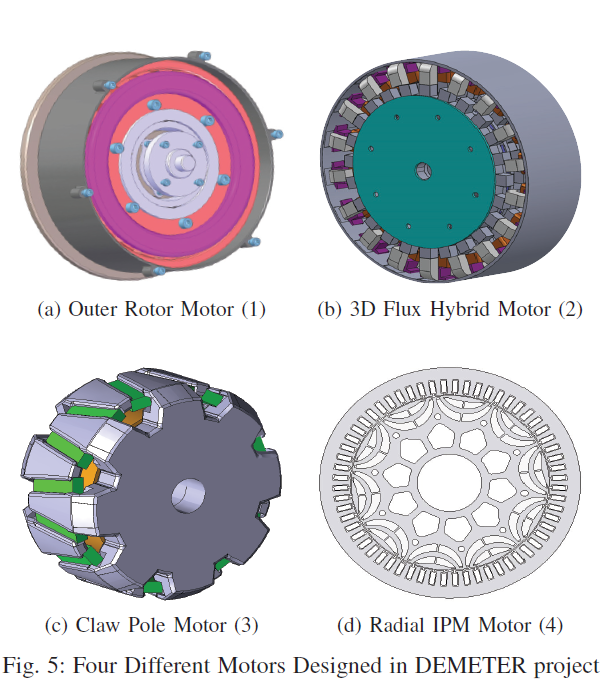 (a) Outer Rotor Motor (1)
(b) 3D Flux Hybrid Motor (2)
(c) Claw Pole Motor (3)
(d) Radial IPM Motor (4)
Fig. 5: Four Different Motors Designed in DEMETER project